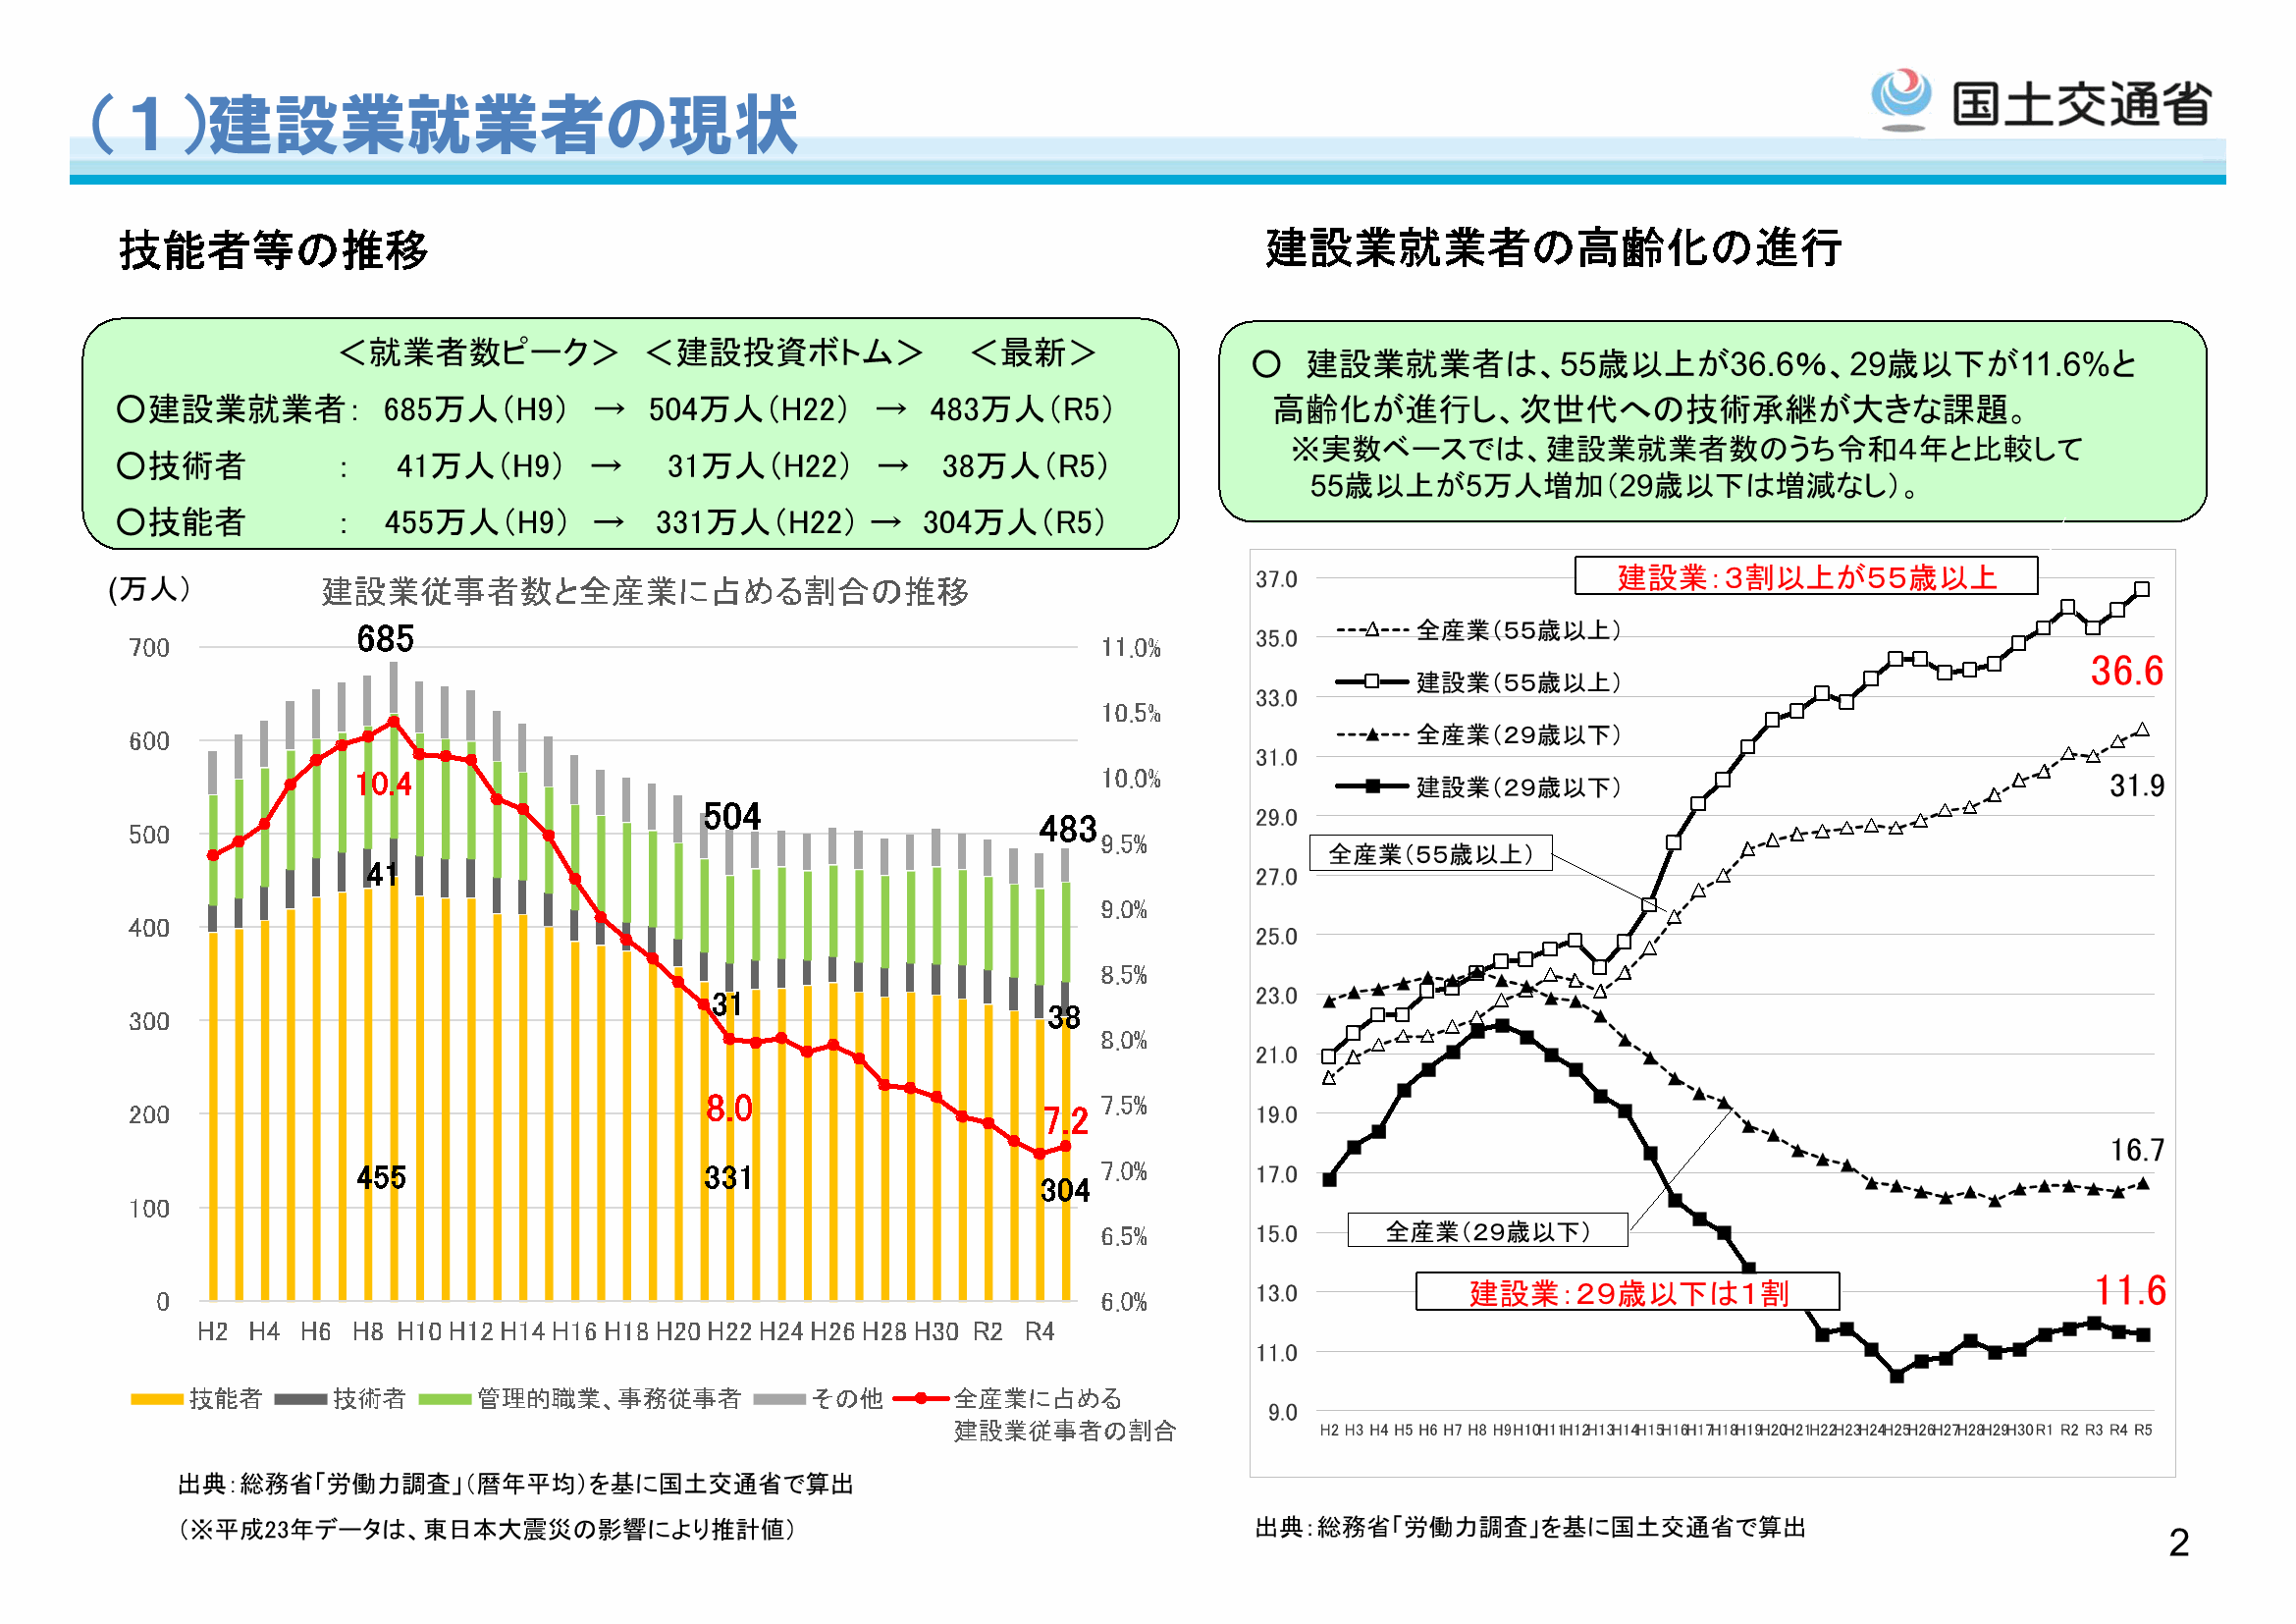 （１）建設業就業者の現状
国土交通省
技能者等の推移
＜就業者数ピーク＞ ＜建設投資ボトム＞ ＜最新＞
○建設業就業者： 685万人（H9） → 504万人（H22） → 483万人（R5）
○技術者 ： 41万人（H9） → 31万人（H22） → 38万人（R5）
○技能者 ： 455万人（H9） → 331万人（H22） → 304万人（R5）
(万人）
建設業従事者数と全産業に占める割合の推移
700
600
500
400
300
200
100
0
11.0%
10.5%
10.0%
9.5%
9.0%
8.5%
8.0%
7.5%
7.0%
6.5%
6.0%
685
10.4
41
455
504
31
8.0
331
483
38
7.2
304
H2 H4 H6 H8 H10 H12 H14 H16 H18 H20 H22 H24 H26 H28 H30 R2 R4
技能者 技術者 管理的職業、事務従事者 その他 全産業に占める
建設業従事者の割合
出典：総務省「労働力調査」（暦年平均）を基に国土交通省で算出
（※平成23年データは、東日本大震災の影響により推計値）
建設業就業者の高齢化の進行
○ 建設業就業者は、55歳以上が36.6％、29歳以下が11.6%と
高齢化が進行し、次世代への技術承継が大きな課題。
※実数ベースでは、建設業就業者数のうち令和４年と比較して
55歳以上が5万人増加（29歳以下は増減なし）。
37.0
35.0
33.0
31.0
29.0
27.0
25.0
23.0
21.0
19.0
17.0
15.0
13.0
11.0
9.0
建設業：３割以上が５５歳以上
全産業（５５歳以上）
建設業（５５歳以上）
全産業（２９歳以下）
建設業（２９歳以下）
全産業（５５歳以上）
36.6
31.9
16.7
全産業（２９歳以下）
建設業：２９歳以下は１割
11.6
H2 H3 H4 H5 H6 H7 H8 H9 H10 H11 H12 H13 H14 H15 H16 H17 H18 H19 H20 H21 H22 H23 H24 H25 H26 H27 H28 H29 H30 R1 R2 R3 R4 R5
出典：総務省「労働力調査」を基に国土交通省で算出
2